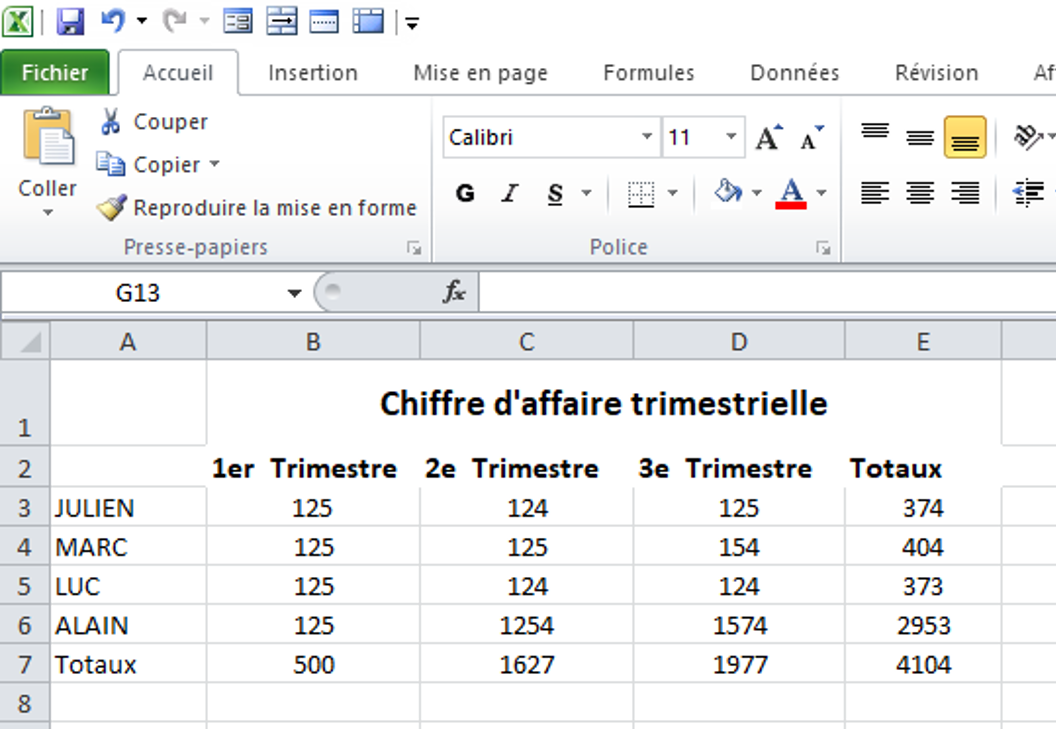 Fichier Accueil Insertion Mise en page Formules Données Révision Af
Couper
Copier
Reproduire la mise en forme
Coller
Presse-papiers
Calibri 11
G I S A
Police
G13 fx
A B C D E
1 Chiffre d'affaire trimestrielle
2 1er Trimestre 2e Trimestre 3e Trimestre Totaux
3 JULIEN 125 124 125 374
4 MARC 125 125 154 404
5 LUC 125 124 124 373
6 ALAIN 125 1254 1574 2953
7 Totaux 500 1627 1977 4104
8